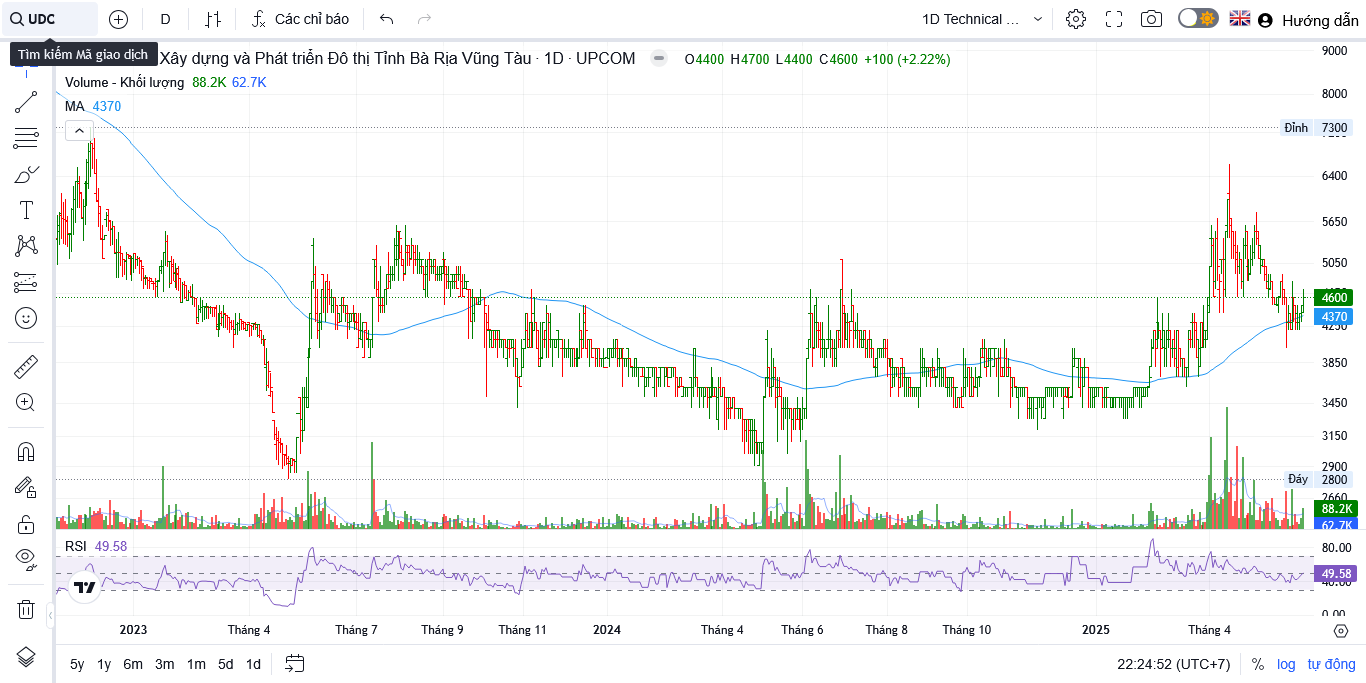 UDC
D
Các chỉ báo
1D Technical ...
Hướng dẫn
Tìm kiếm Mã giao dịch
Xây dựng và Phát triển Đô thị Tỉnh Bà Rịa Vũng Tàu · 1D · UPCOM
O4400 H4700 L4400 C4600 +100 (+2.22%)
Volume - Khối lượng 88.2K 62.7K
MA 4370
9000
8000
Đỉnh 7300
6400
5650
5050
4600
4370
4250
3850
3450
3150
2900
Đáy 2800
2660
88.2K
62.7K
RSI 49.58
80.00
49.58
40.00
0.00
2023 Tháng 4 Tháng 7 Tháng 9 Tháng 11 2024 Tháng 4 Tháng 6 Tháng 8 Tháng 10 2025 Tháng 4
5y 1y 6m 3m 1m 5d 1d
22:24:52 (UTC+7) % log tự động